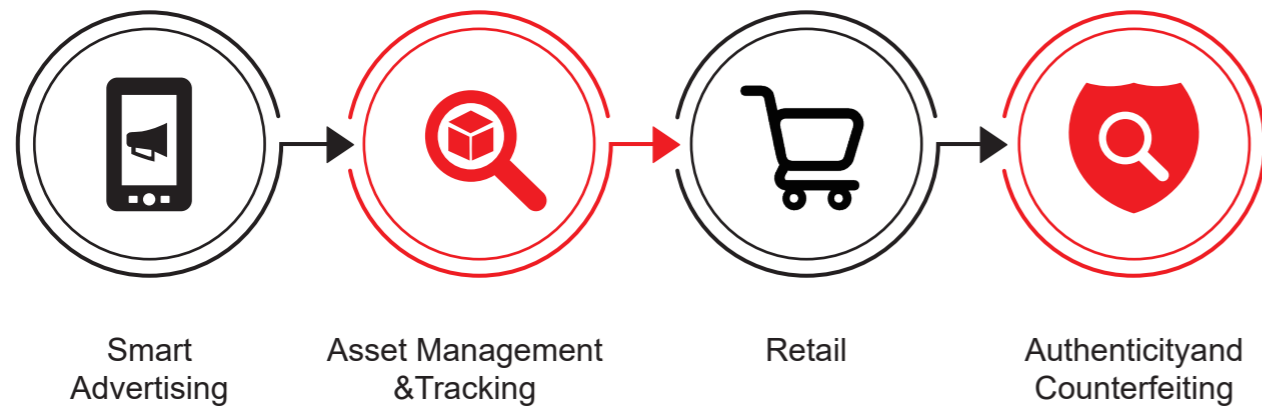 Smart
Advertising
Asset Management
&Tracking
Retail
Authenticityand
Counterfeiting